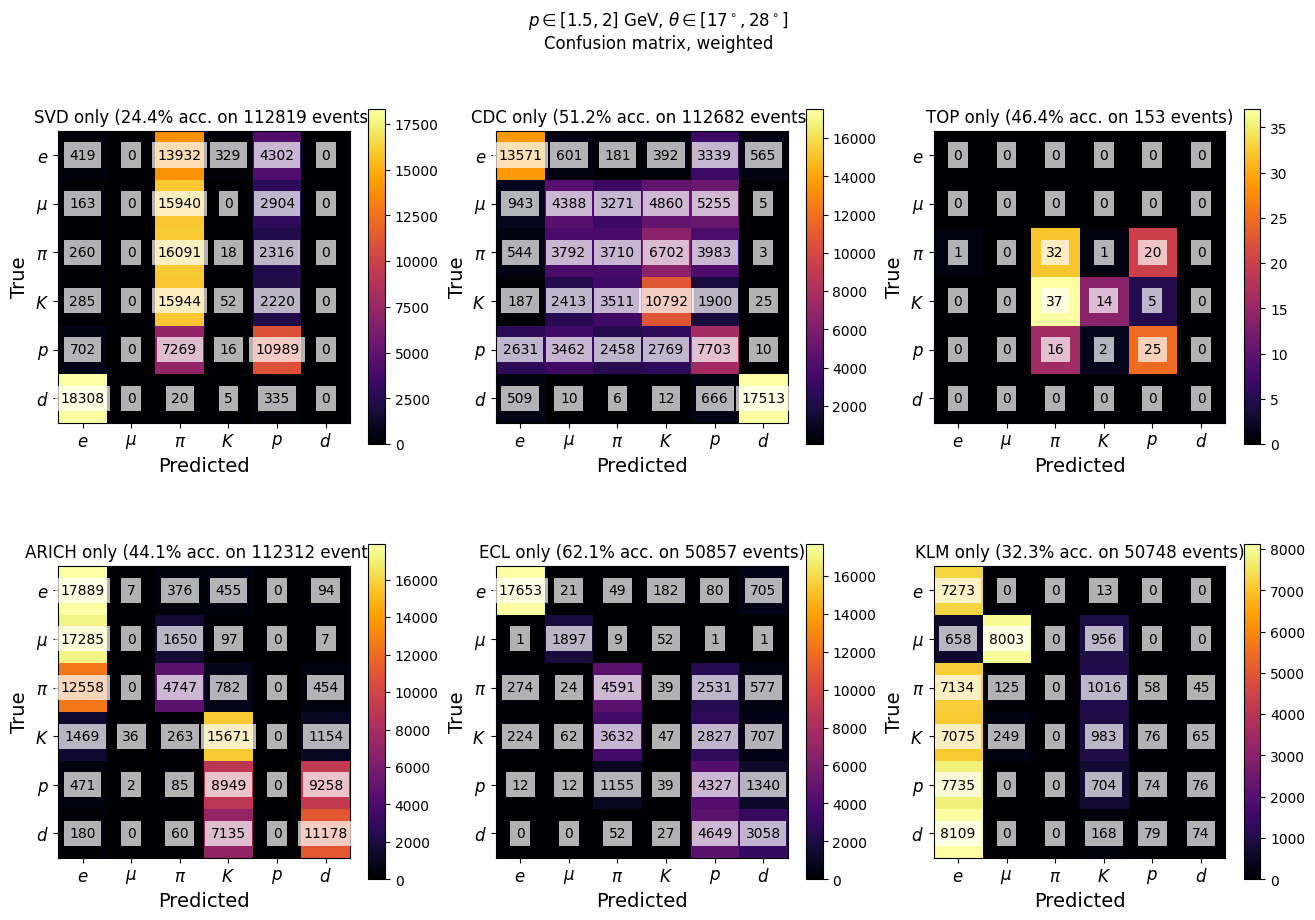 p ∈ [1.5, 2] GeV, θ ∈ [17°, 28°]
Confusion matrix, weighted
SVD only (24.4% acc. on 112819 events
e 419 0 13932 329 4302 0
μ 163 0 15940 0 2904 0
π 260 0 16091 18 2316 0
K 285 0 15944 52 2220 0
p 702 0 7269 16 10989 0
d 18308 0 20 5 335 0
e μ π K p d
Predicted
True
17500
15000
12500
10000
7500
5000
2500
0
CDC only (51.2% acc. on 112682 events
e 13571 601 181 392 3339 565
μ 943 4388 3271 4860 5255 5
π 544 3792 3710 6702 3983 3
K 187 2413 3511 10792 1900 25
p 2631 3462 2458 2769 7703 10
d 509 10 6 12 666 17513
e μ π K p d
Predicted
True
16000
14000
12000
10000
8000
6000
4000
2000
TOP only (46.4% acc. on 153 events)
e 0 0 0 0 0 0
μ 0 0 0 0 0 0
π 1 0 32 1 20 0
K 0 0 37 14 5 0
p 0 0 16 2 25 0
d 0 0 0 0 0 0
e μ π K p d
Predicted
True
35
30
25
20
15
10
5
0
ARICH only (44.1% acc. on 112312 event
e 17889 7 376 455 0 94
μ 17285 0 1650 97 0 7
π 12558 0 4747 782 0 454
K 1469 36 263 15671 0 1154
p 471 2 85 8949 0 9258
d 180 0 60 7135 0 11178
e μ π K p d
Predicted
True
16000
14000
12000
10000
8000
6000
4000
2000
0
ECL only (62.1% acc. on 50857 events)
e 17653 21 49 182 80 705
μ 1 1897 9 52 1 1
π 274 24 4591 39 2531 577
K 224 62 3632 47 2827 707
p 12 12 1155 39 4327 1340
d 0 0 52 27 4649 3058
e μ π K p d
Predicted
True
16000
14000
12000
10000
8000
6000
4000
2000
0
KLM only (32.3% acc. on 50748 events)
e 7273 0 0 13 0 0
μ 658 8003 0 956 0 0
π 7134 125 0 1016 58 45
K 7075 249 0 983 76 65
p 7735 0 0 704 74 76
d 8109 0 0 168 79 74
e μ π K p d
Predicted
True
8000
7000
6000
5000
4000
3000
2000
1000
0